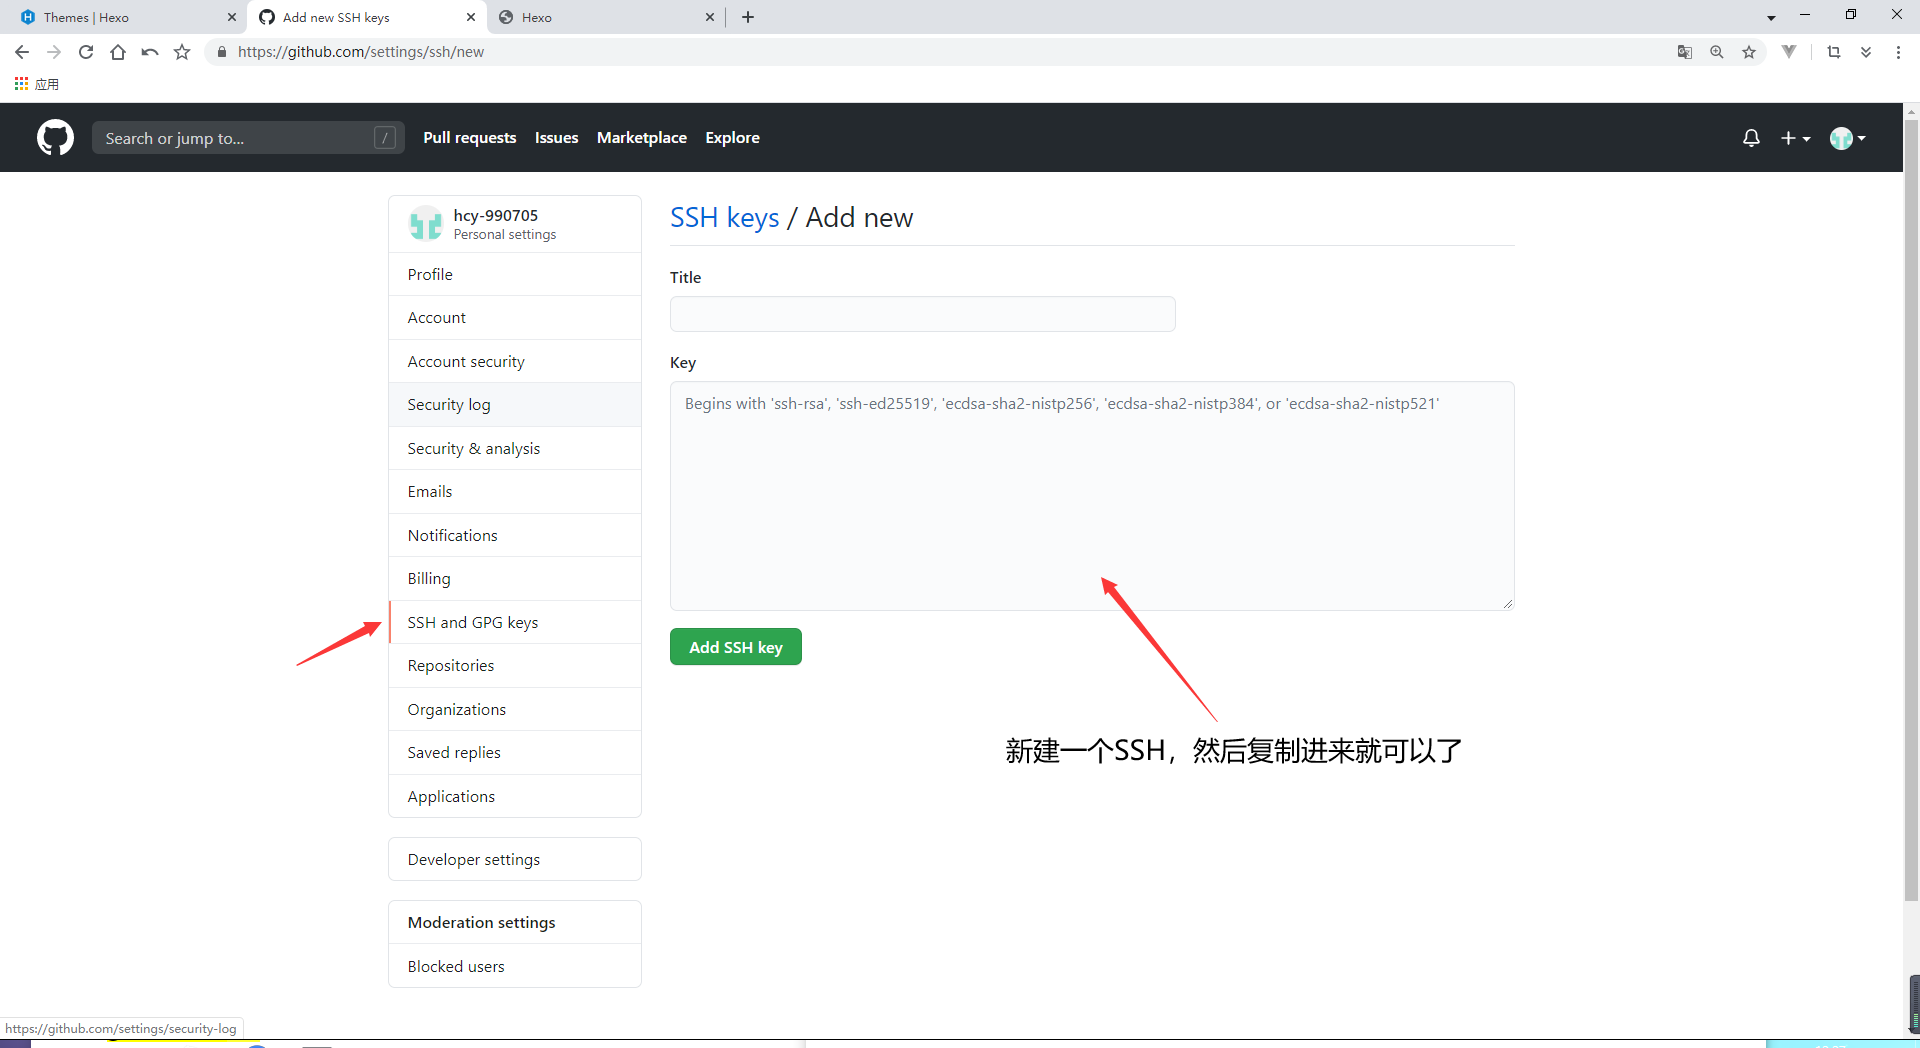 Themes | Hexo
Add new SSH keys
Hexo
https://github.com/settings/ssh/new
应用
Search or jump to...
/
Pull requests
Issues
Marketplace
Explore
hcy-990705
Personal settings
Profile
Account
Account security
Security log
Security & analysis
Emails
Notifications
Billing
SSH and GPG keys
Repositories
Organizations
Saved replies
Applications
Developer settings
Moderation settings
Blocked users
SSH keys / Add new
Title
Key
Begins with 'ssh-rsa', 'ssh-ed25519', 'ecdsa-sha2-nistp256', 'ecdsa-sha2-nistp384', or 'ecdsa-sha2-nistp521'
Add SSH key
新建一个SSH，然后复制进来就可以了
https://github.com/settings/security-log